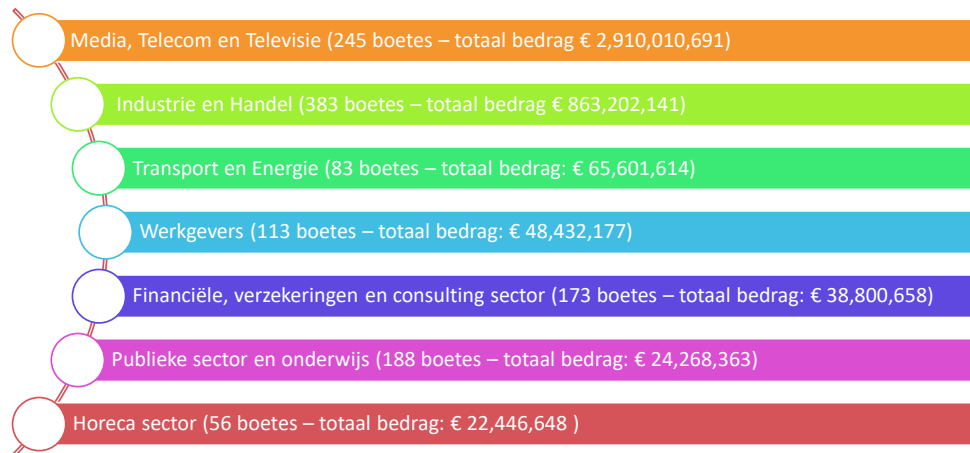 Media, Telecom en Televisie (245 boetes – totaal bedrag € 2,910,010,691)
Industrie en Handel (383 boetes – totaal bedrag € 863,202,141)
Transport en Energie (83 boetes – totaal bedrag: € 65,601,614)
Werkgevers (113 boetes – totaal bedrag: € 48,432,177)
Financiële, verzekeringen en consulting sector (173 boetes – totaal bedrag: € 38,800,658)
Publieke sector en onderwijs (188 boetes – totaal bedrag: € 24,268,363)
Horeca sector (56 boetes – totaal bedrag: € 22,446,648 )